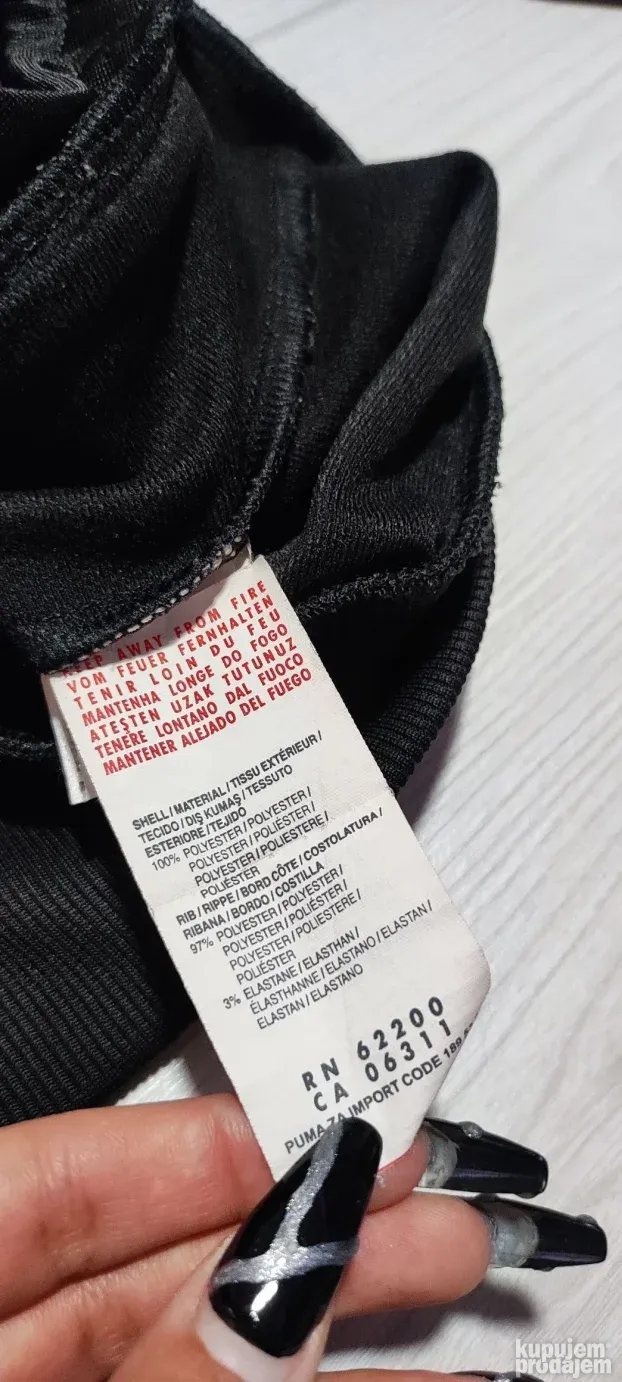 KEEP AWAY FROM FIRE
VOM FEUER FERNHALTEN
TENIR LOIN DU FEU
MANTENHA LONGE DO FOGO
ATEŞTEN UZAK TUTUNUZ
TENERE LONTANO DAL FUOCO
MANTENER ALEJADO DEL FUEGO
SHELL / MATERIAL / TISSU EXTÉRIEUR /
TECIDO / DIŞ KUMAŞ / TESSUTO
ESTERIORE / TEJIDO
100% POLYESTER / POLYESTER /
POLYESTER / POLIÉSTER /
POLYESTER / POLIESTERE /
POLIÉSTER
RIB / RIPPE / BORD CÔTE / COSTOLATURA /
RIBANA / BORDO / COSTILLA
97% POLYESTER / POLYESTER /
POLYESTER / POLIÉSTER /
POLYESTER / POLIESTERE /
POLIÉSTER
3% ELASTANE / ELASTHAN /
ÉLASTHANNE / ELASTANO / ELASTAN /
ELASTAN / ELASTANO
RN 62200
CA 06311
PUMA ZA IMPORT CODE
kupujem
prodajem